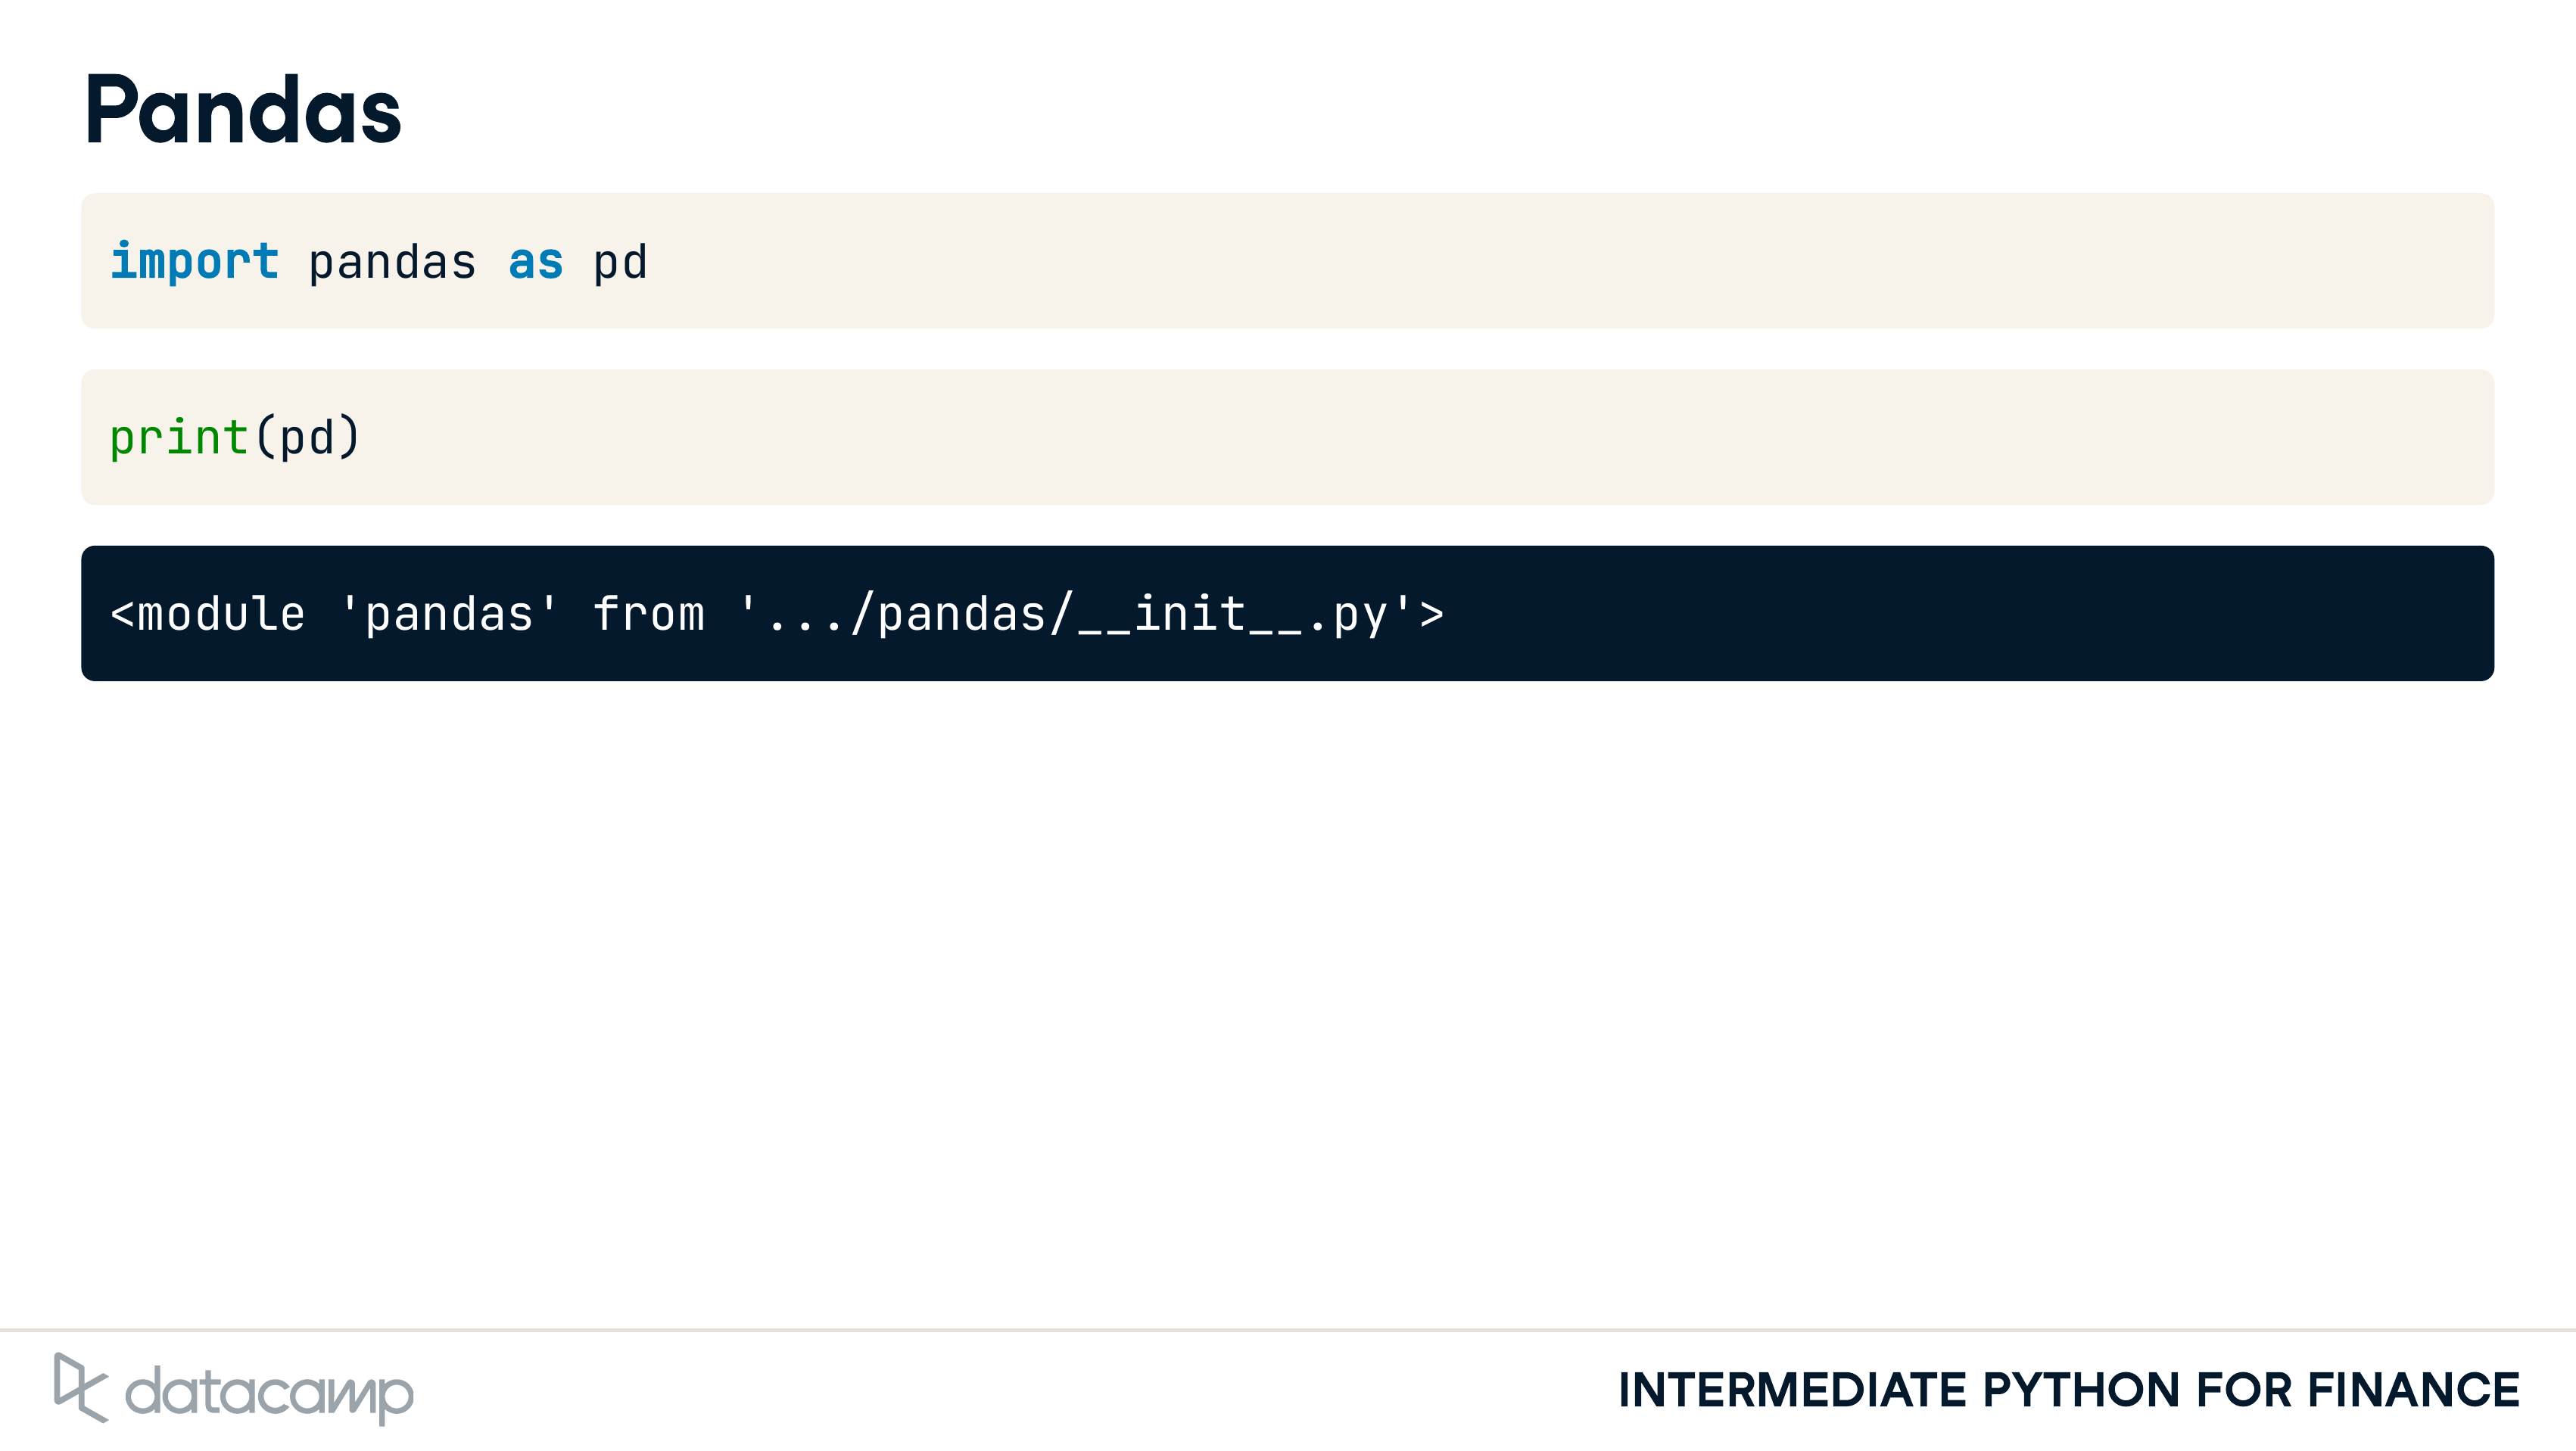 Pandas
import pandas as pd
print(pd)
<module 'pandas' from '.../pandas/__init__.py'>
datacamp
INTERMEDIATE PYTHON FOR FINANCE